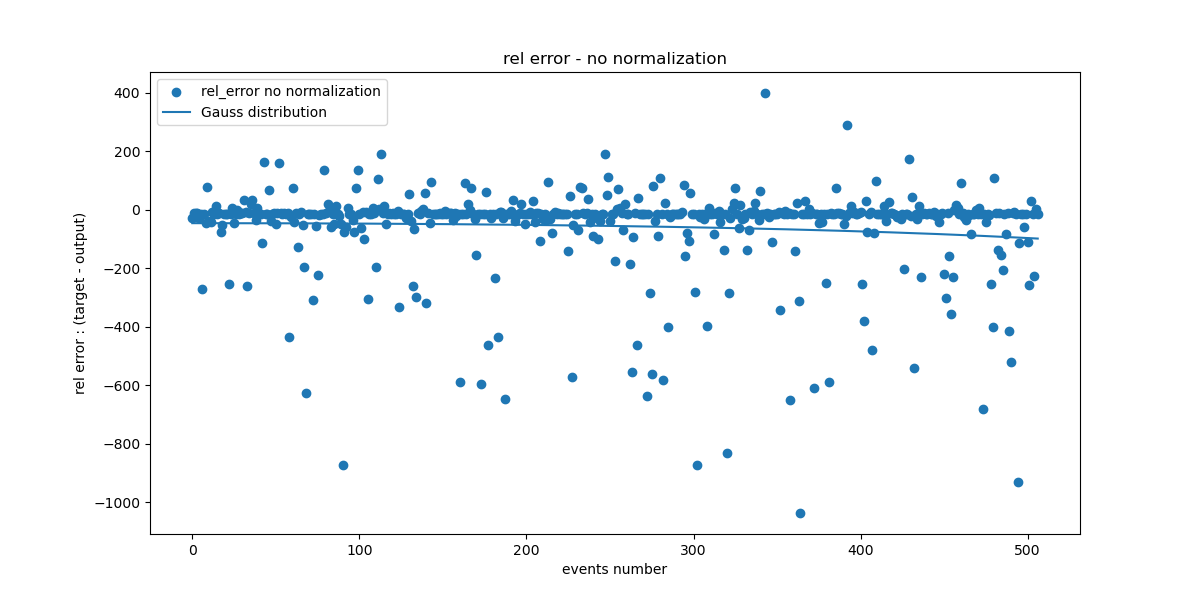 rel error - no normalization
rel_error no normalization
Gauss distribution
rel error : (target - output)
400
200
0
−200
−400
−600
−800
−1000
0 100 200 300 400 500
events number